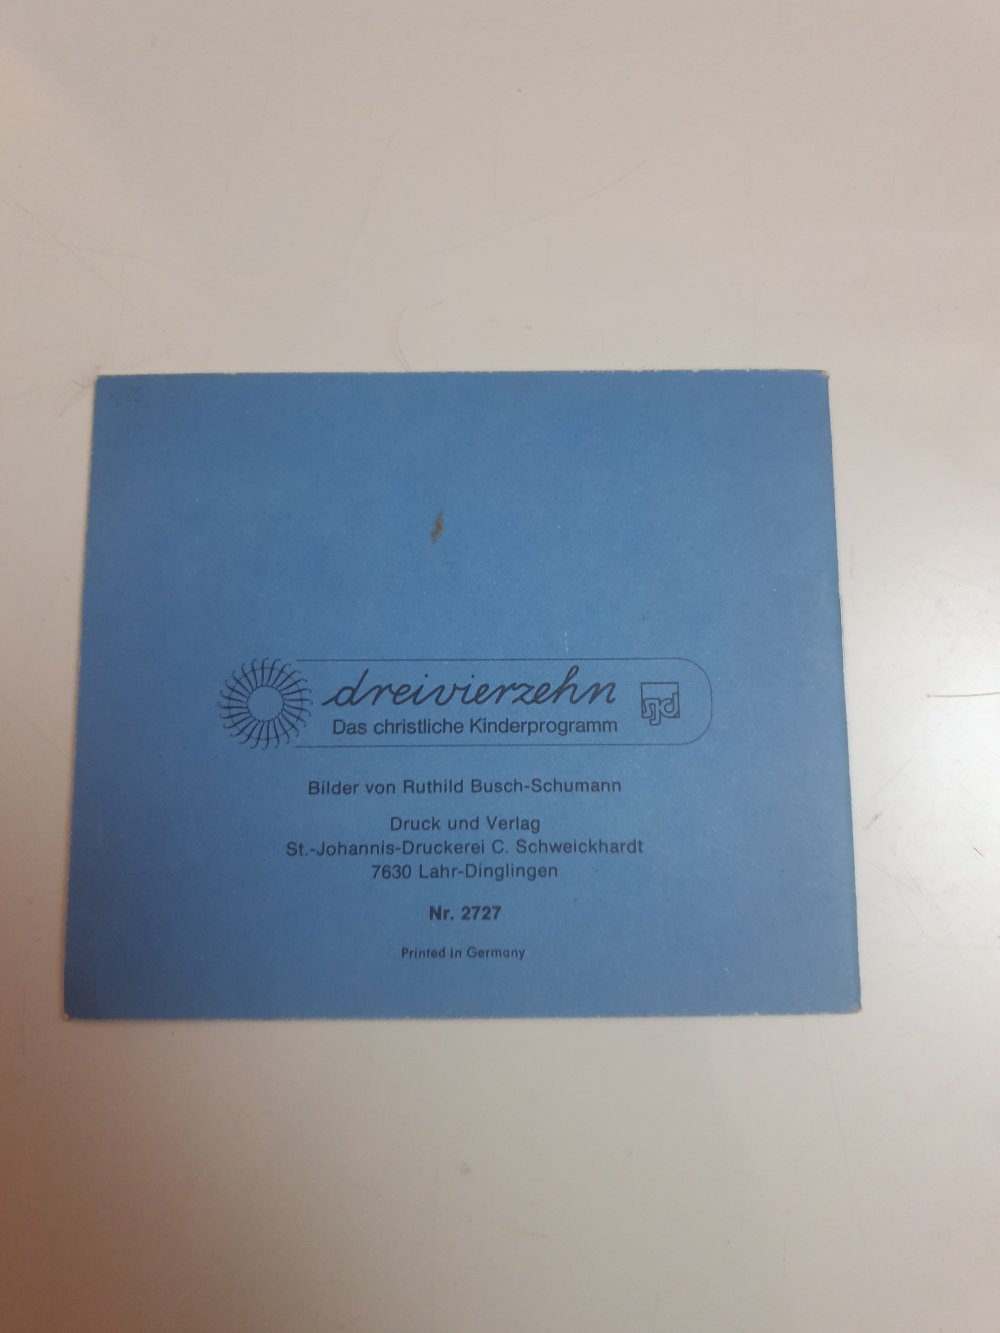 dreivierzehn
Das christliche Kinderprogramm
sjd
Bilder von Ruthild Busch-Schumann
Druck und Verlag
St.-Johannis-Druckerei C. Schweickhardt
7630 Lahr-Dinglingen
Nr. 2727
Printed in Germany